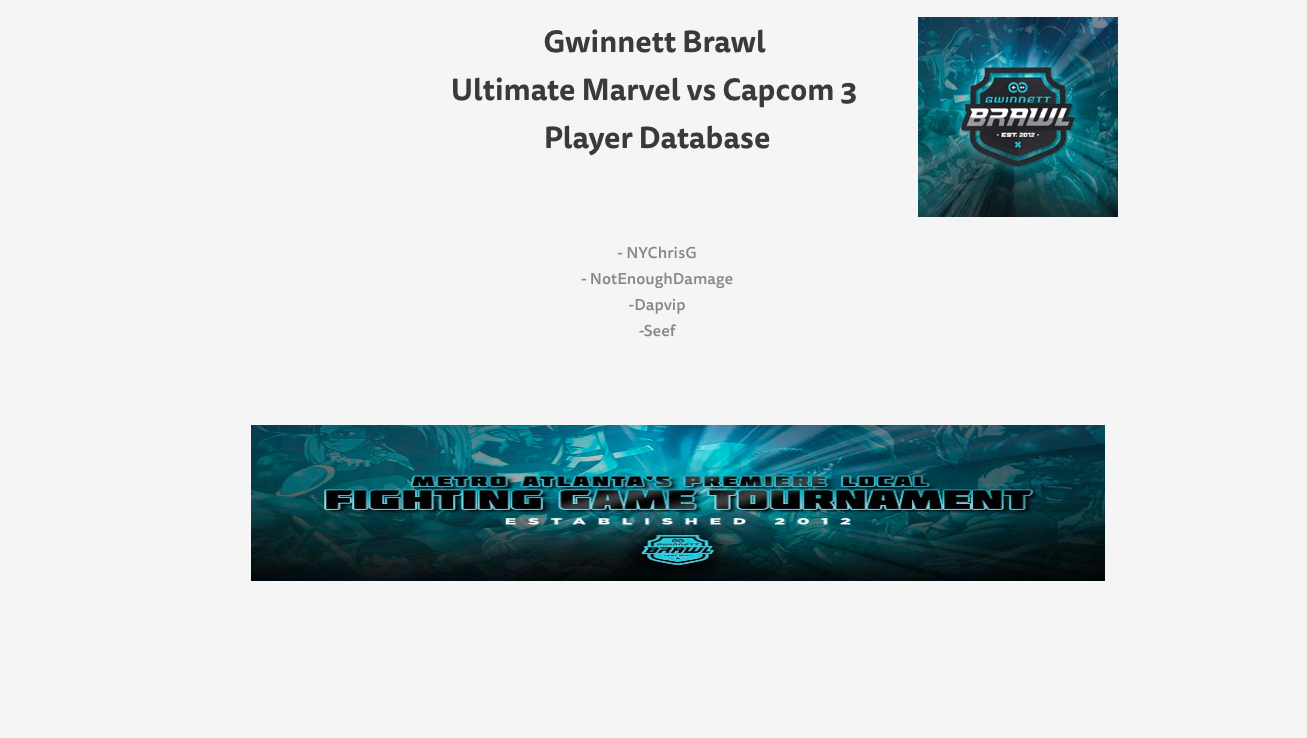 Gwinnett Brawl
Ultimate Marvel vs Capcom 3
Player Database
GWINNETT
BRAWL
· EST. 2012 ·
- NYChrisG
- NotEnoughDamage
-Dapvip
-Seef
METRO ATLANTA'S PREMIERE LOCAL
FIGHTING GAME TOURNAMENT
ESTABLISHED 2012
GWINNETT
BRAWL